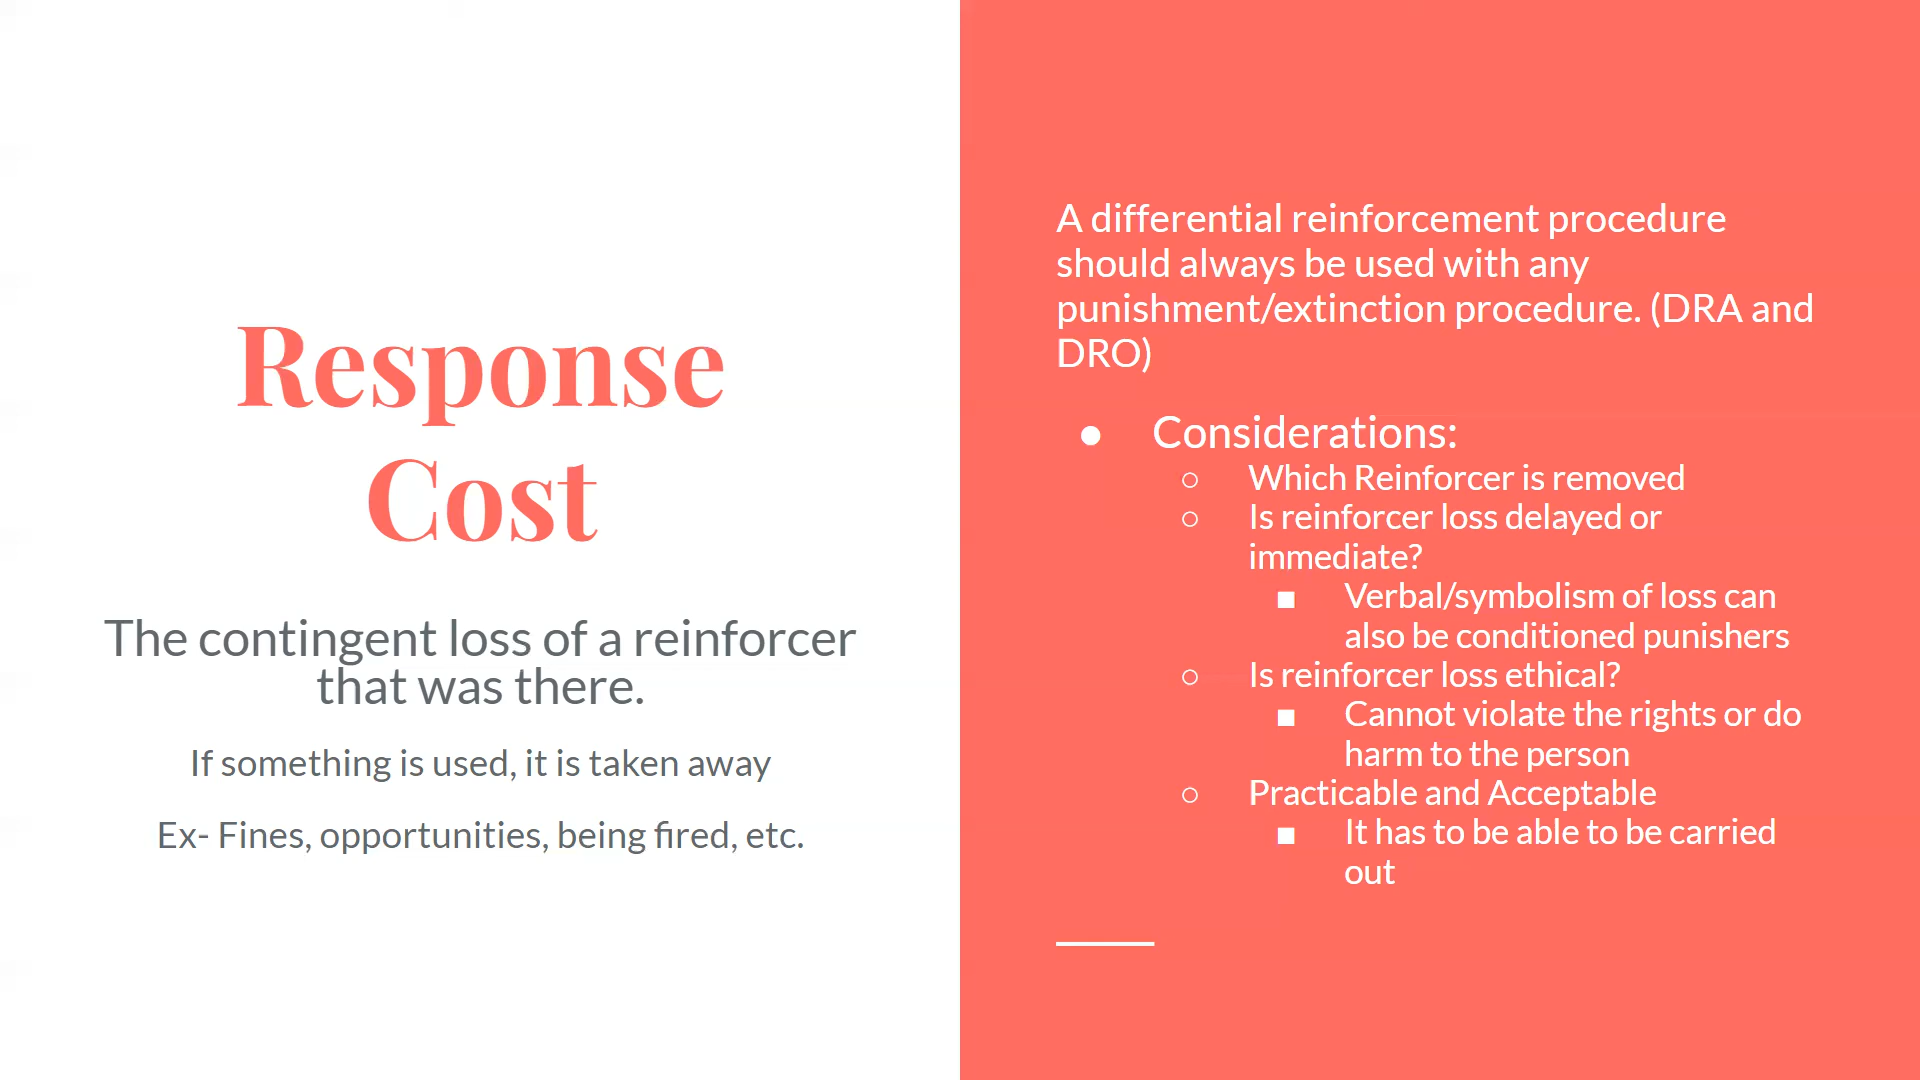 Response
Cost
The contingent loss of a reinforcer
that was there.
If something is used, it is taken away
Ex- Fines, opportunities, being fired, etc.
A differential reinforcement procedure
should always be used with any
punishment/extinction procedure. (DRA and
DRO)
● Considerations:
○ Which Reinforcer is removed
○ Is reinforcer loss delayed or
immediate?
■ Verbal/symbolism of loss can
also be conditioned punishers
○ Is reinforcer loss ethical?
■ Cannot violate the rights or do
harm to the person
○ Practicable and Acceptable
■ It has to be able to be carried
out